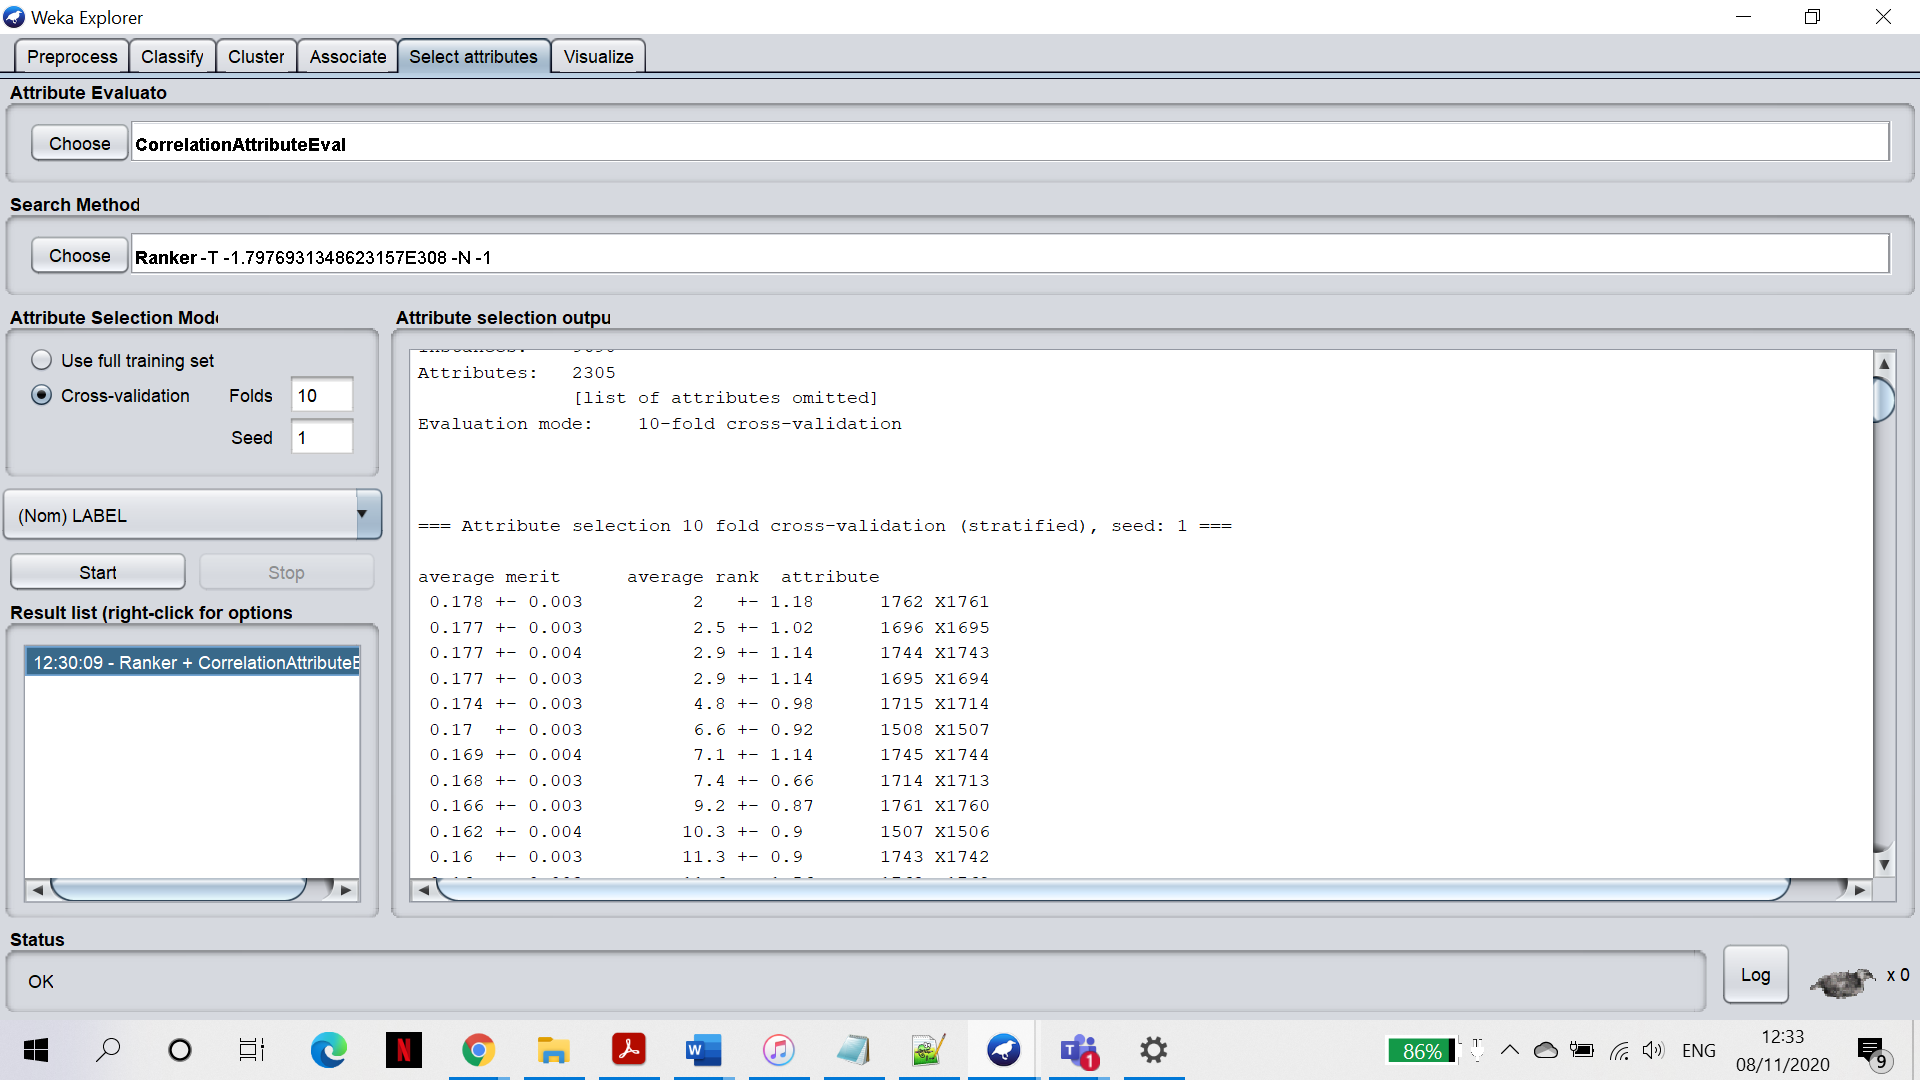 Weka Explorer
Preprocess Classify Cluster Associate Select attributes Visualize
Attribute Evaluato
Choose CorrelationAttributeEval
Search Method
Choose Ranker -T -1.7976931348623157E308 -N -1
Attribute Selection Mod
Use full training set
Cross-validation Folds 10
Seed 1
(Nom) LABEL
Start Stop
Result list (right-click for options
12:30:09 - Ranker + CorrelationAttributeE
Attribute selection outpu
Attributes: 2305
[list of attributes omitted]
Evaluation mode: 10-fold cross-validation
=== Attribute selection 10 fold cross-validation (stratified), seed: 1 ===
average merit average rank attribute
0.178 +- 0.003 2 +- 1.18 1762 X1761
0.177 +- 0.003 2.5 +- 1.02 1696 X1695
0.177 +- 0.004 2.9 +- 1.14 1744 X1743
0.177 +- 0.003 2.9 +- 1.14 1695 X1694
0.174 +- 0.003 4.8 +- 0.98 1715 X1714
0.17 +- 0.003 6.6 +- 0.92 1508 X1507
0.169 +- 0.004 7.1 +- 1.14 1745 X1744
0.168 +- 0.003 7.4 +- 0.66 1714 X1713
0.166 +- 0.003 9.2 +- 0.87 1761 X1760
0.162 +- 0.004 10.3 +- 0.9 1507 X1506
0.16 +- 0.003 11.3 +- 0.9 1743 X1742
Status
OK
Log
x 0
86%
ENG
12:33
08/11/2020
9
N
W
T
1